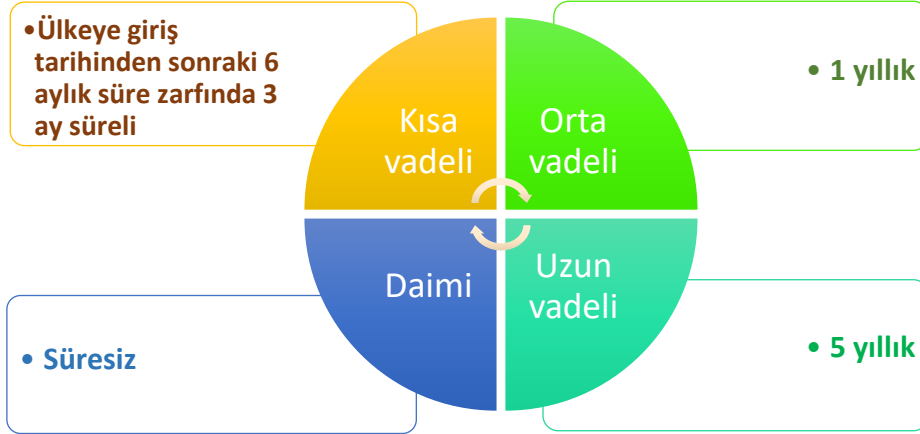 •Ülkeye giriş
tarihinden sonraki 6
aylık süre zarfında 3
ay süreli
Kısa
vadeli
Orta
vadeli
• 1 yıllık
Daimi
Uzun
vadeli
• Süresiz
• 5 yıllık